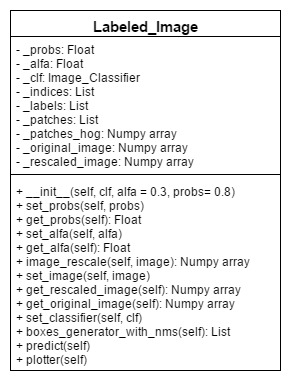 Labeled_Image
- _probs: Float
- _alfa: Float
- _clf: Image_Classifier
- _indices: List
- _labels: List
- _patches: List
- _patches_hog: Numpy array
- _original_image: Numpy array
- _rescaled_image: Numpy array
+ __init__(self, clf, alfa = 0.3, probs= 0.8)
+ set_probs(self, probs)
+ get_probs(self): Float
+ set_alfa(self, alfa)
+ get_alfa(self): Float
+ image_rescale(self, image): Numpy array
+ set_image(self, image)
+ get_rescaled_image(self): Numpy array
+ get_original_image(self): Numpy array
+ set_classifier(self, clf)
+ boxes_generator_with_nms(self): List
+ predict(self)
+ plotter(self)